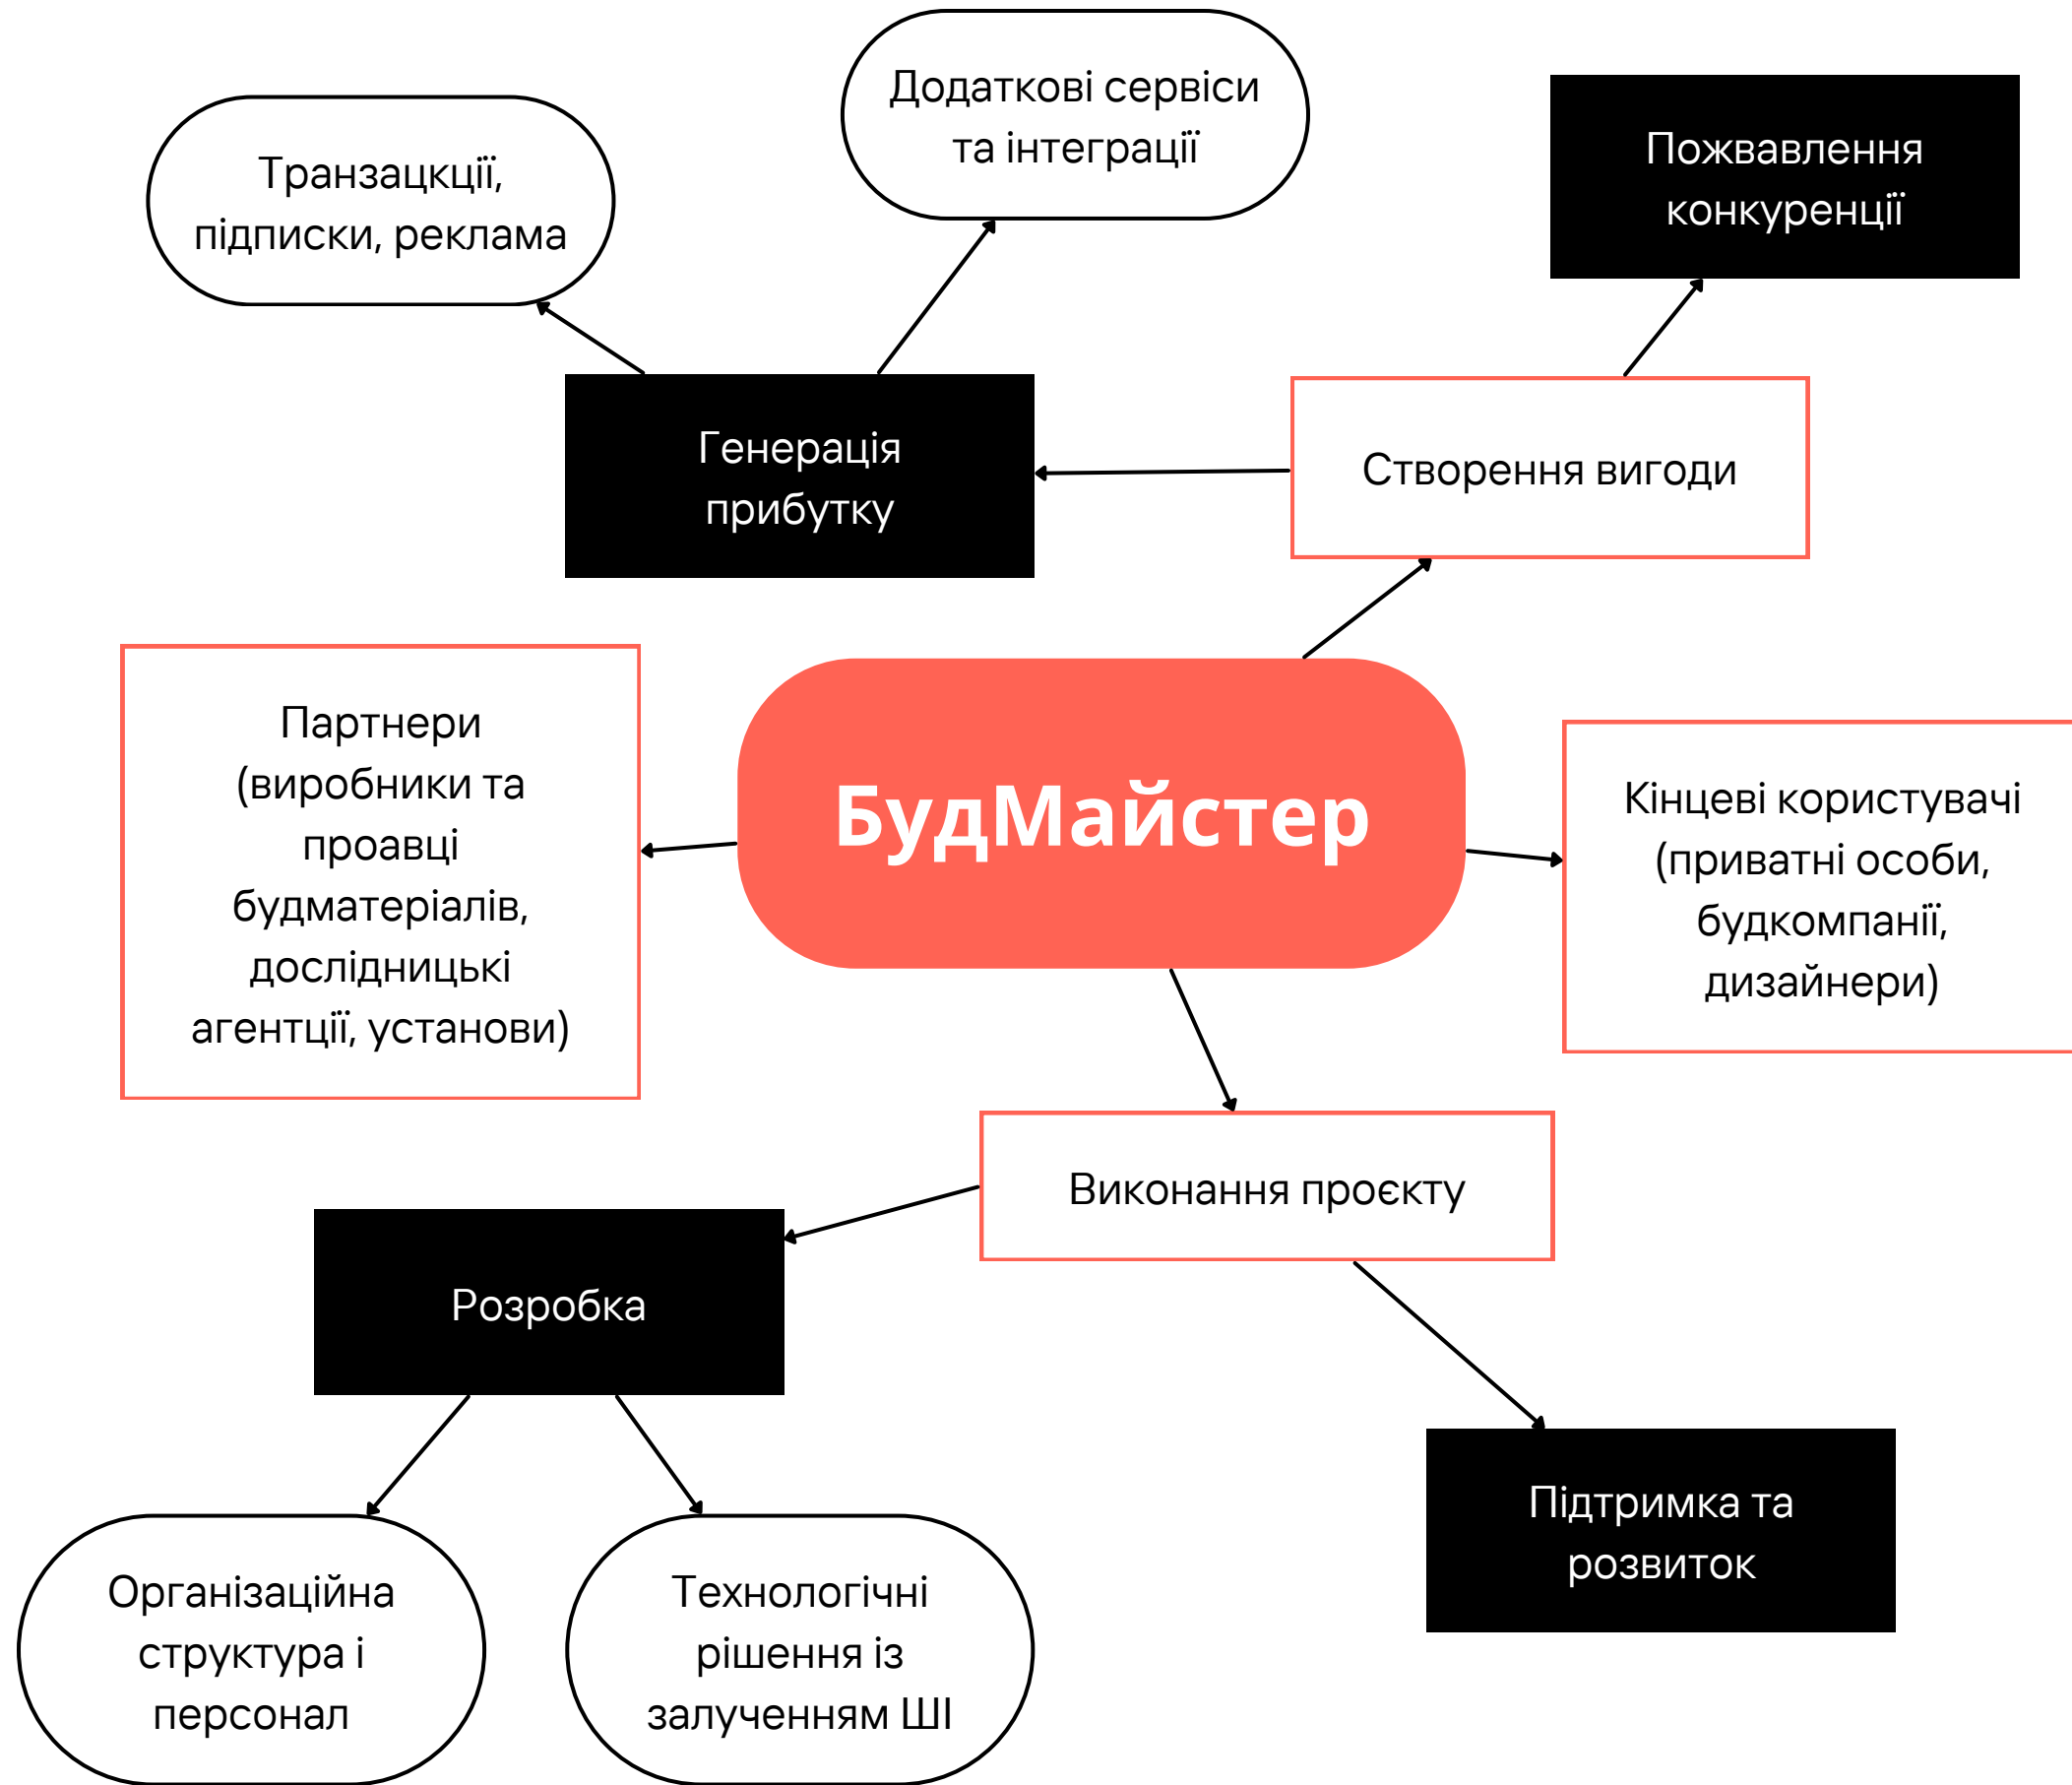 Додаткові сервіси
та інтеграції
Транзацкції,
підписки, реклама
Пожвавлення
конкуренції
Генерація
прибутку
Створення вигоди
Партнери
(виробники та
проавці
будматеріалів,
дослідницькі
агентції, установи)
БудМайстер
Кінцеві користувачі
(приватні особи,
будкомпанії,
дизайнери)
Виконання проєкту
Розробка
Підтримка та
розвиток
Організаційна
структура і
персонал
Технологічні
рішення із
залученням ШІ